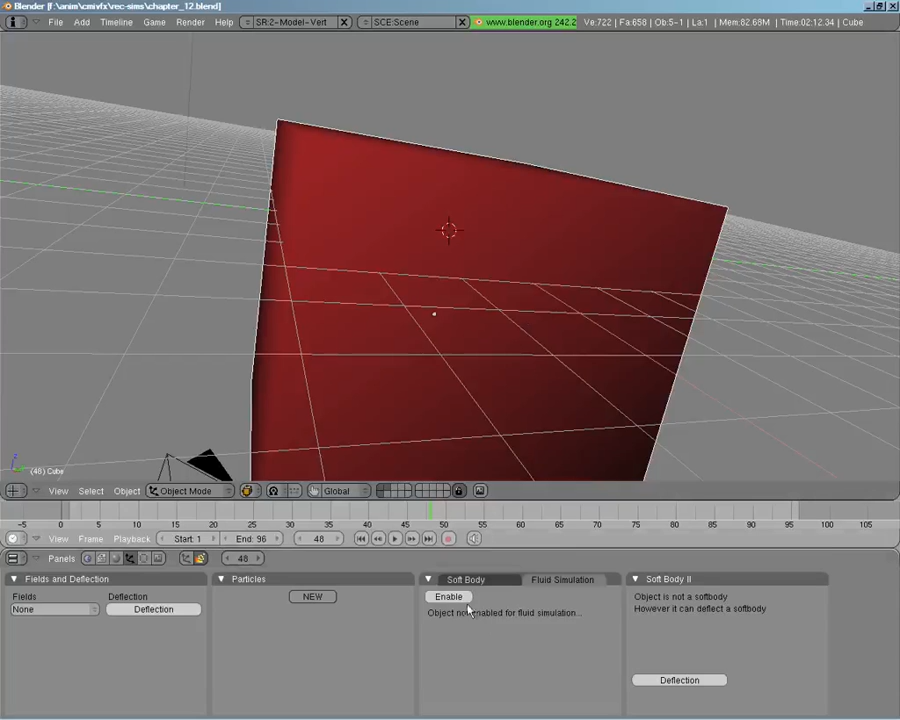 Blender [f:\anim\cmivfx\rec-sims\chapter_12.blend]
File Add Timeline Game Render Help SR:2-Model-Vert SCE:Scene www.blender.org 242.2 Ve:722 | Fa:658 | Ob:5-1 | La:1 | Mem:82.68M | Time:02:12.34 | Cube
(48) Cube
View Select Object Object Mode Global
-5 0 5 10 15 20 25 30 35 40 45 50 55 60 65 70 75 80 85 90 95 100 105
View Frame Playback Start: 1 End: 96 48
Panels 48
Fields and Deflection Particles Soft Body Fluid Simulation Soft Body II
Fields Deflection NEW Enable Object is not a softbody
None Deflection Object not enabled for fluid simulation... However it can deflect a softbody
Deflection